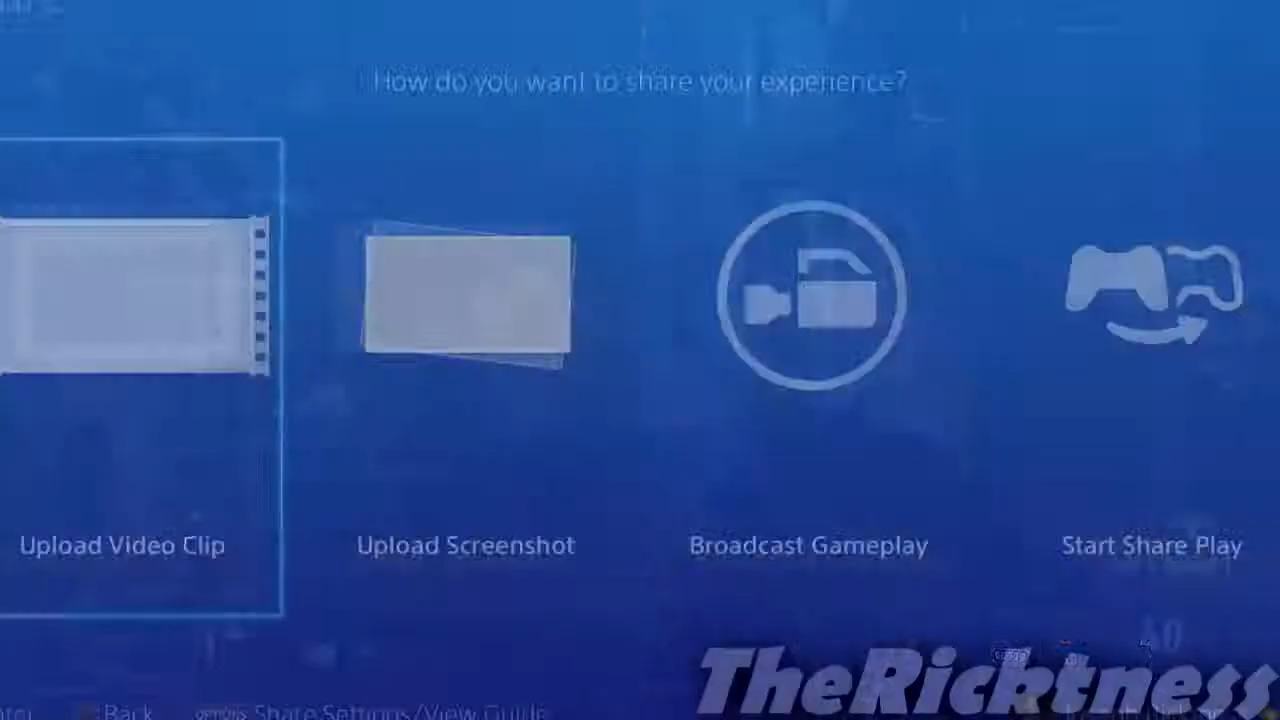 How do you want to share your experience?
Upload Video Clip
Upload Screenshot
Broadcast Gameplay
Start Share Play
TheRicktness
Back
Share Settings/View Guide